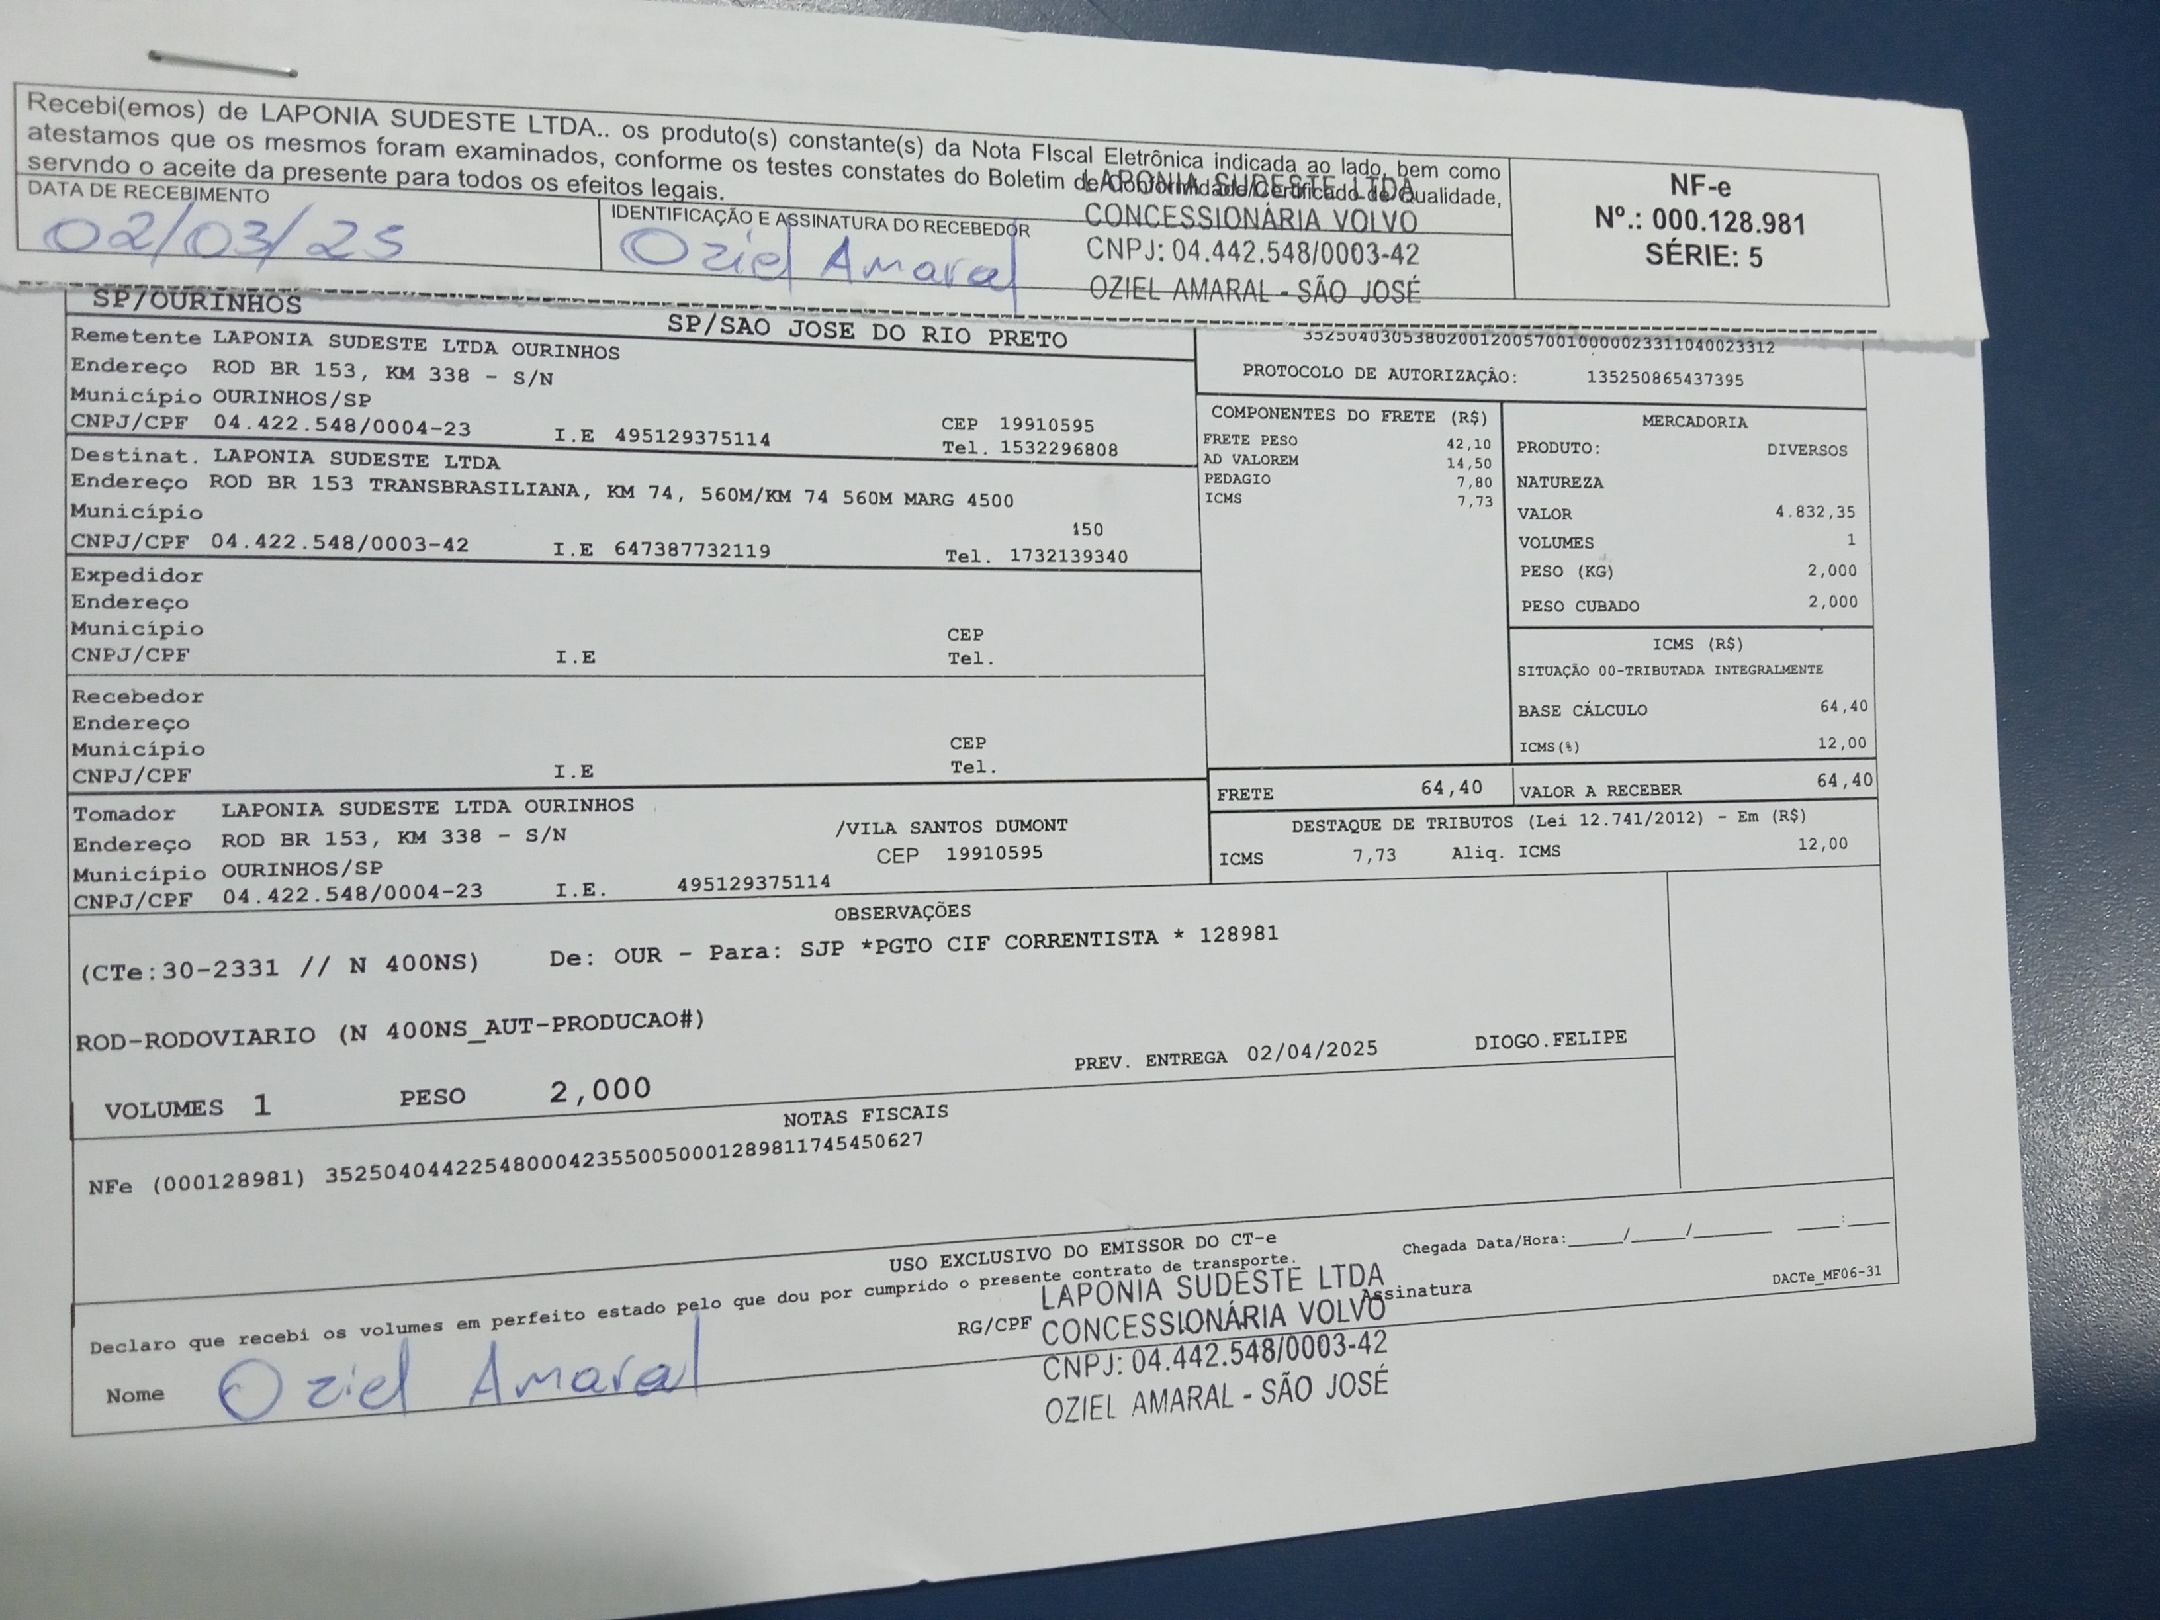 Recebi(emos) de LAPONIA SUDESTE LTDA.. os produto(s) constante(s) da Nota FIscal Eletrônica indicada ao lado, bem como
atestamos que os mesmos foram examinados, conforme os testes constates do Boletim de Conformidade/Certificado de Qualidade,
servndo o aceite da presente para todos os efeitos legais.
DATA DE RECEBIMENTO
02/03/25
IDENTIFICAÇÃO E ASSINATURA DO RECEBEDOR
Oziel Amaral
LAPONIA SUDESTE LTDA
CONCESSIONÁRIA VOLVO
CNPJ: 04.442.548/0003-42
OZIEL AMARAL - SÃO JOSÉ
NF-e
Nº.: 000.128.981
SÉRIE: 5
SP/OURINHOS
SP/SAO JOSE DO RIO PRETO
Remetente LAPONIA SUDESTE LTDA OURINHOS
Endereço ROD BR 153, KM 338 - S/N
Município OURINHOS/SP
CEP 19910595
CNPJ/CPF 04.422.548/0004-23 I.E 495129375114 Tel. 1532296808
Destinat. LAPONIA SUDESTE LTDA
Endereço ROD BR 153 TRANSBRASILIANA, KM 74, 560M/KM 74 560M MARG 4500
Município
150
CNPJ/CPF 04.422.548/0003-42 I.E 647387732119 Tel. 1732139340
Expedidor
Endereço
Município CEP
CNPJ/CPF I.E Tel.
Recebedor
Endereço
Município CEP
CNPJ/CPF I.E Tel.
Tomador LAPONIA SUDESTE LTDA OURINHOS
Endereço ROD BR 153, KM 338 - S/N /VILA SANTOS DUMONT
Município OURINHOS/SP CEP 19910595
CNPJ/CPF 04.422.548/0004-23 I.E. 495129375114
PROTOCOLO DE AUTORIZAÇÃO: 135250865437395
COMPONENTES DO FRETE (R$)
FRETE PESO 42,10
AD VALOREM 14,50
PEDAGIO 7,80
ICMS 7,73
MERCADORIA
PRODUTO: DIVERSOS
NATUREZA
VALOR 4.832,35
VOLUMES 1
PESO (KG) 2,000
PESO CUBADO 2,000
ICMS (R$)
SITUAÇÃO 00-TRIBUTADA INTEGRALMENTE
BASE CÁLCULO 64,40
ICMS(%) 12,00
FRETE 64,40
VALOR A RECEBER 64,40
DESTAQUE DE TRIBUTOS (Lei 12.741/2012) - Em (R$)
ICMS 7,73 Aliq. ICMS 12,00
OBSERVAÇÕES
(CTe:30-2331 // N 400NS) De: OUR - Para: SJP *PGTO CIF CORRENTISTA * 128981
ROD-RODOVIARIO (N 400NS_AUT-PRODUCAO#)
PREV. ENTREGA 02/04/2025 DIOGO.FELIPE
VOLUMES 1 PESO 2,000
NOTAS FISCAIS
NFe (000128981) 35250404422548000423550050001289811745450627
USO EXCLUSIVO DO EMISSOR DO CT-e
Chegada Data/Hora:_____/_____/_______ ____:____
Declaro que recebi os volumes em perfeito estado pelo que dou por cumprido o presente contrato de transporte.
DACTe_MF06-31
RG/CPF
Assinatura
LAPONIA SUDESTE LTDA
CONCESSIONÁRIA VOLVO
CNPJ: 04.442.548/0003-42
OZIEL AMARAL - SÃO JOSÉ
Nome Oziel Amaral